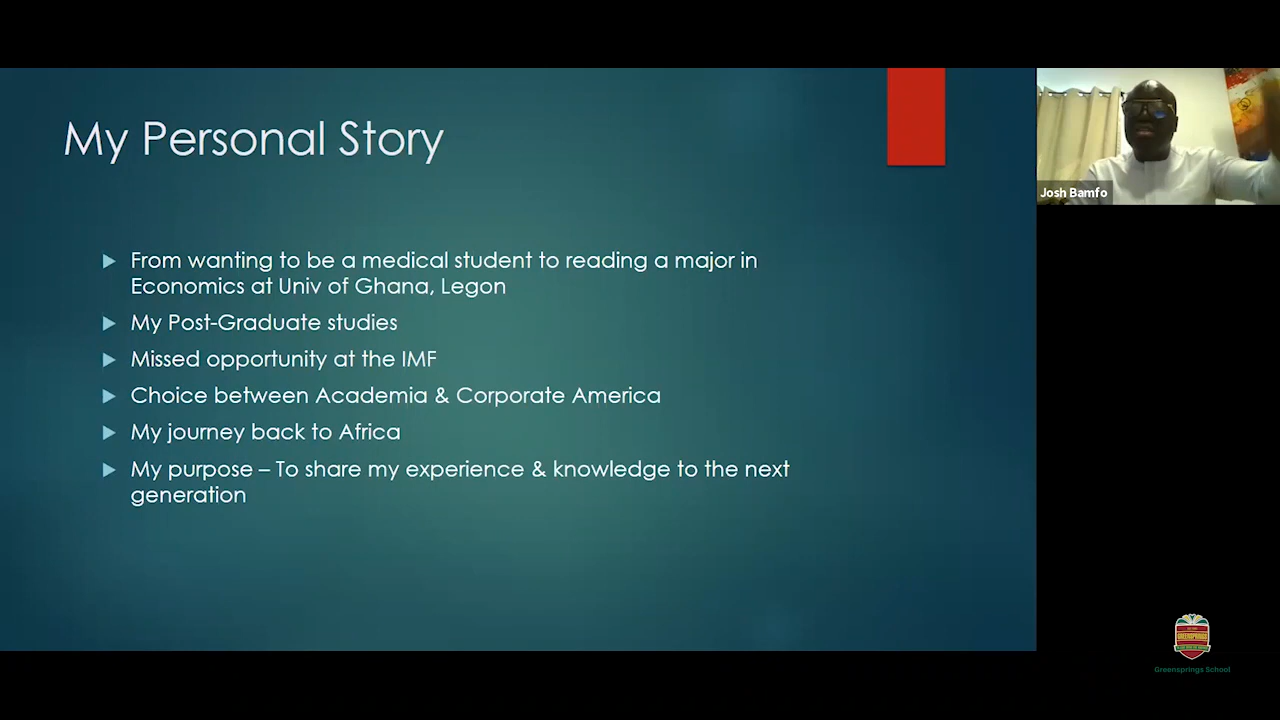 My Personal Story
From wanting to be a medical student to reading a major in
Economics at Univ of Ghana, Legon
My Post-Graduate studies
Missed opportunity at the IMF
Choice between Academia & Corporate America
My journey back to Africa
My purpose – To share my experience & knowledge to the next
generation
Josh Bamfo
GREENSPRINGS
Greensprings School